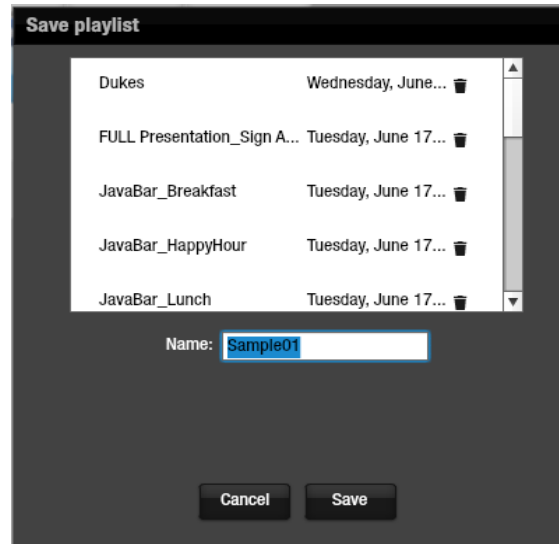 Save playlist
Dukes Wednesday, June...
FULL Presentation_Sign A... Tuesday, June 17...
JavaBar_Breakfast Tuesday, June 17...
JavaBar_HappyHour Tuesday, June 17...
JavaBar_Lunch Tuesday, June 17...
Name: Sample01
Cancel Save